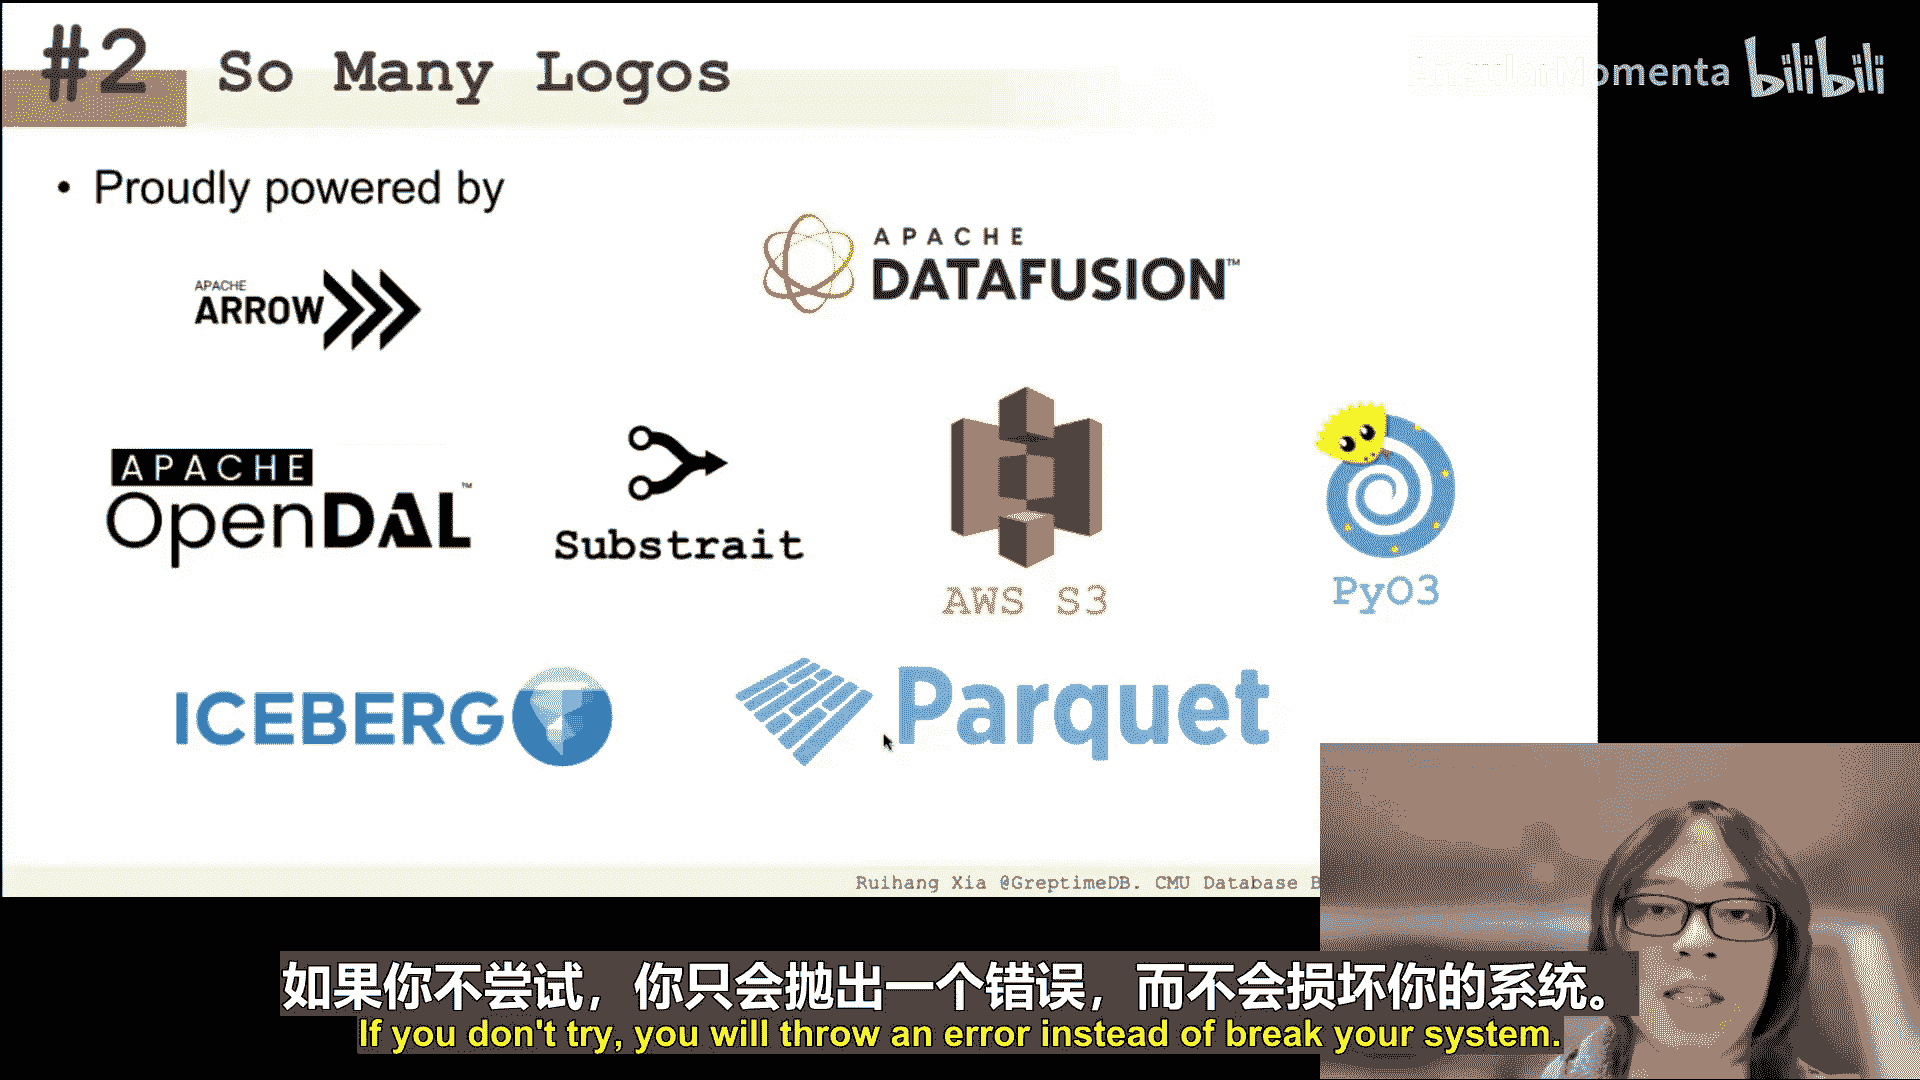 #2 So Many Logos
omenta bilibili
• Proudly powered by
APACHE
DATAFUSION™
APACHE
ARROW
APACHE
OpenDAL™
Substrait
AWS S3
PyO3
ICEBERG
Parquet
Ruihang Xia @GreptimeDB. CMU Database
如果你不尝试，你只会抛出一个错误，而不会损坏你的系统。
If you don't try, you will throw an error instead of break your system.